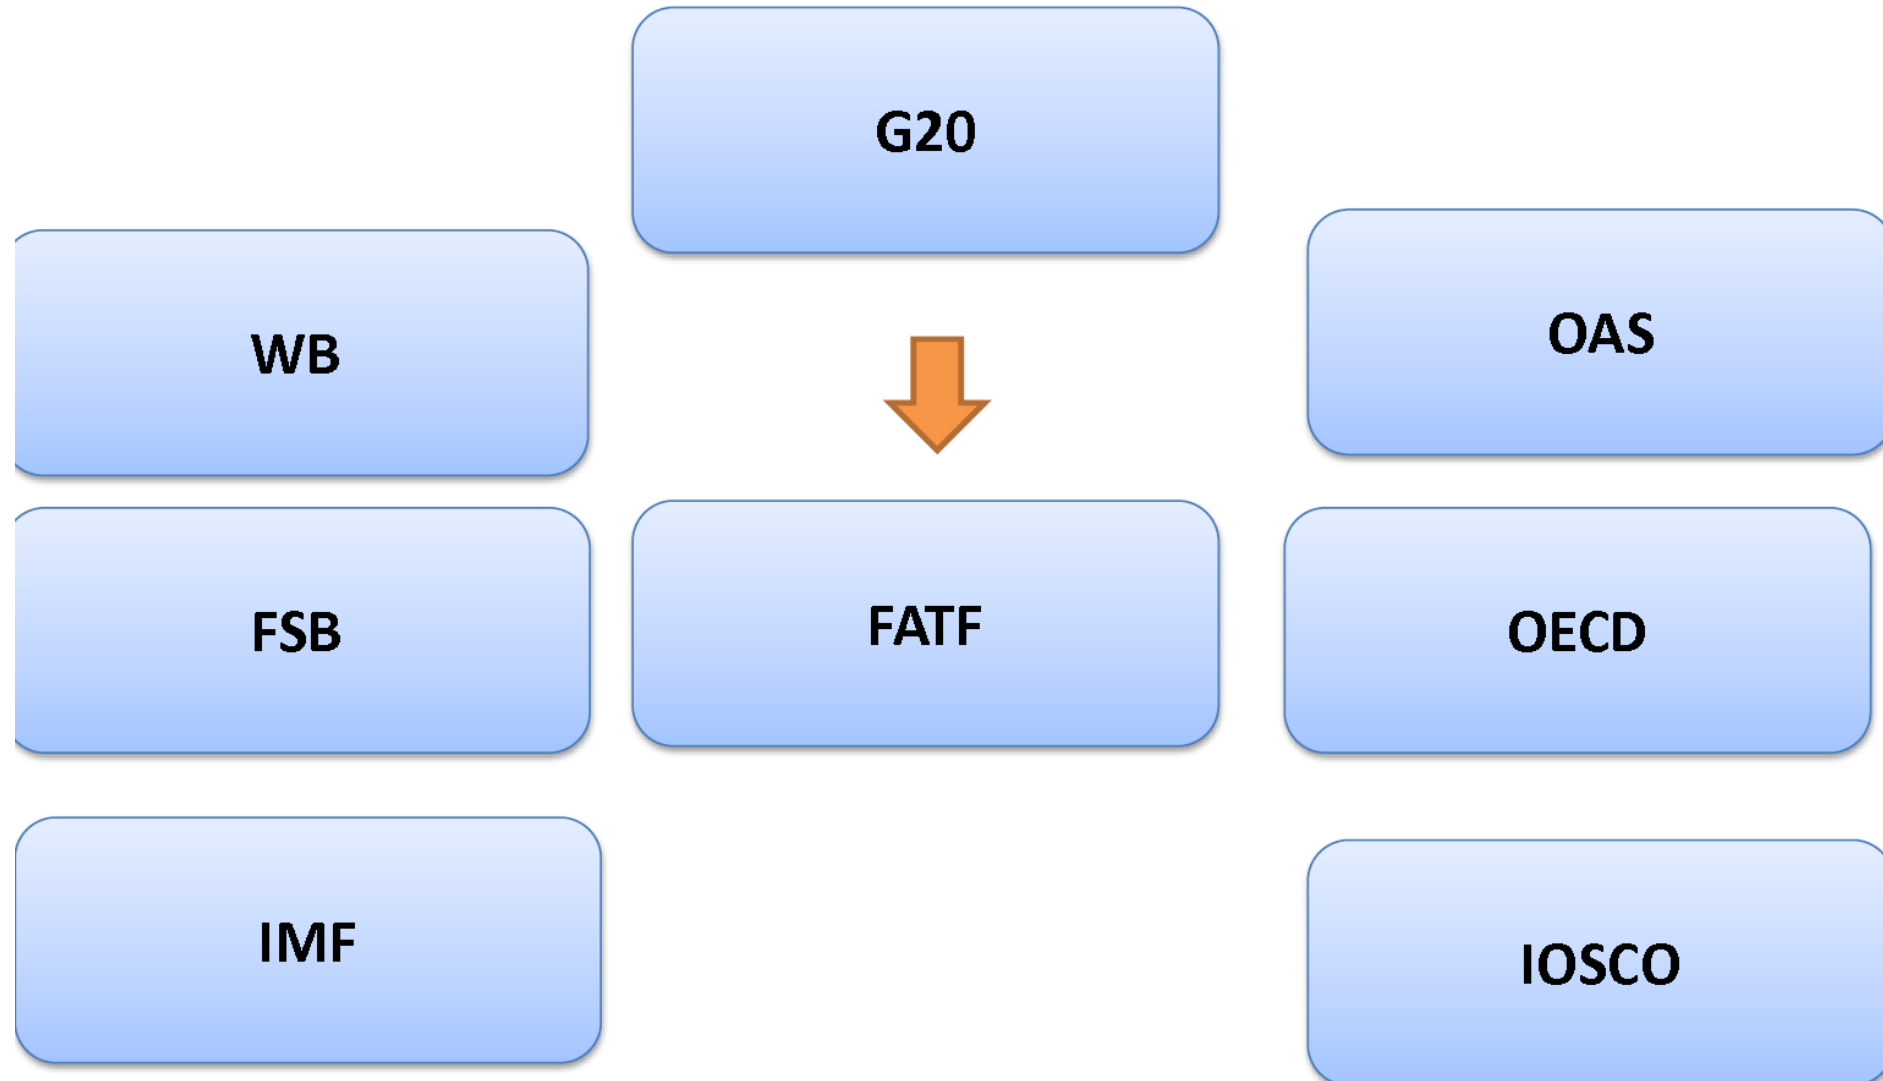 G20
WB
OAS
FSB
FATF
OECD
IMF
IOSCO